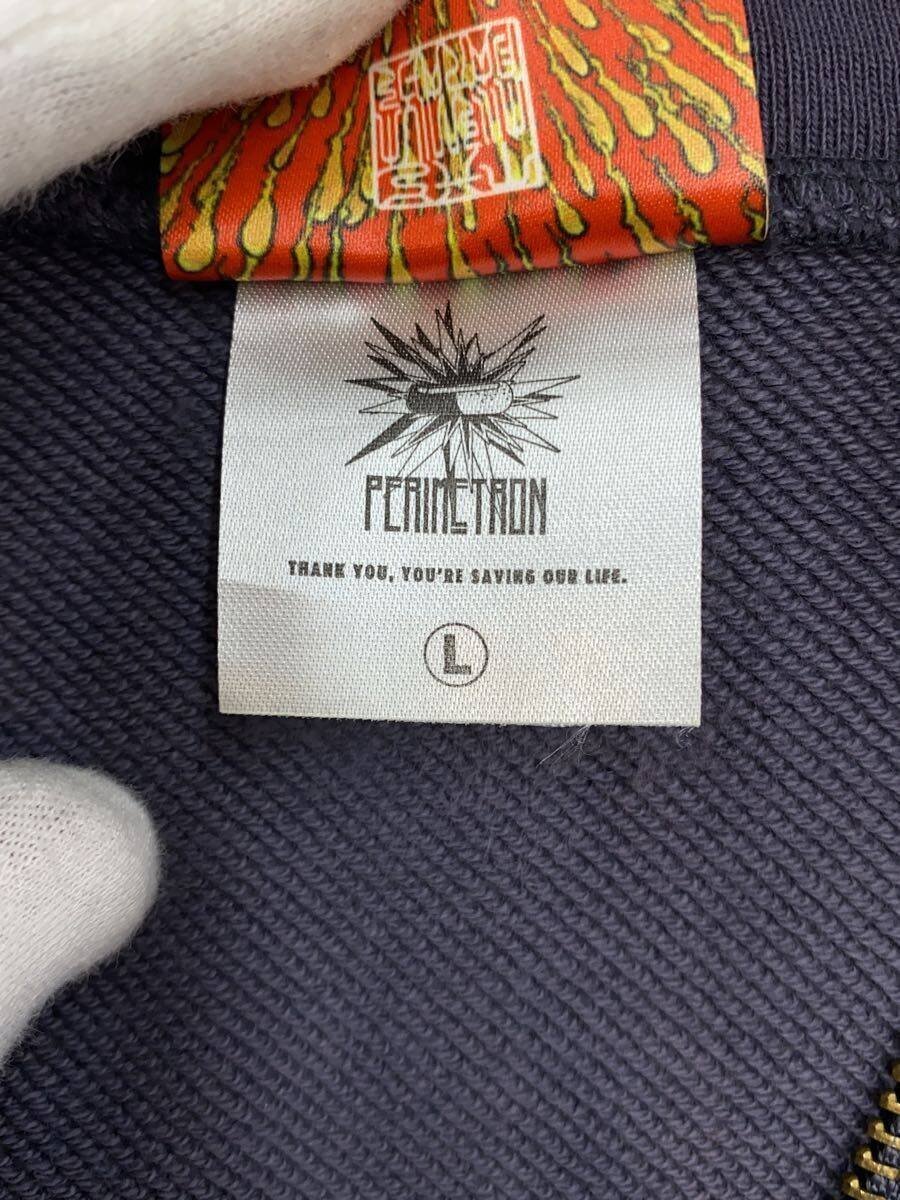 PERIMETRON
THANK YOU, YOU'RE SAVING OUR LIFE.
L